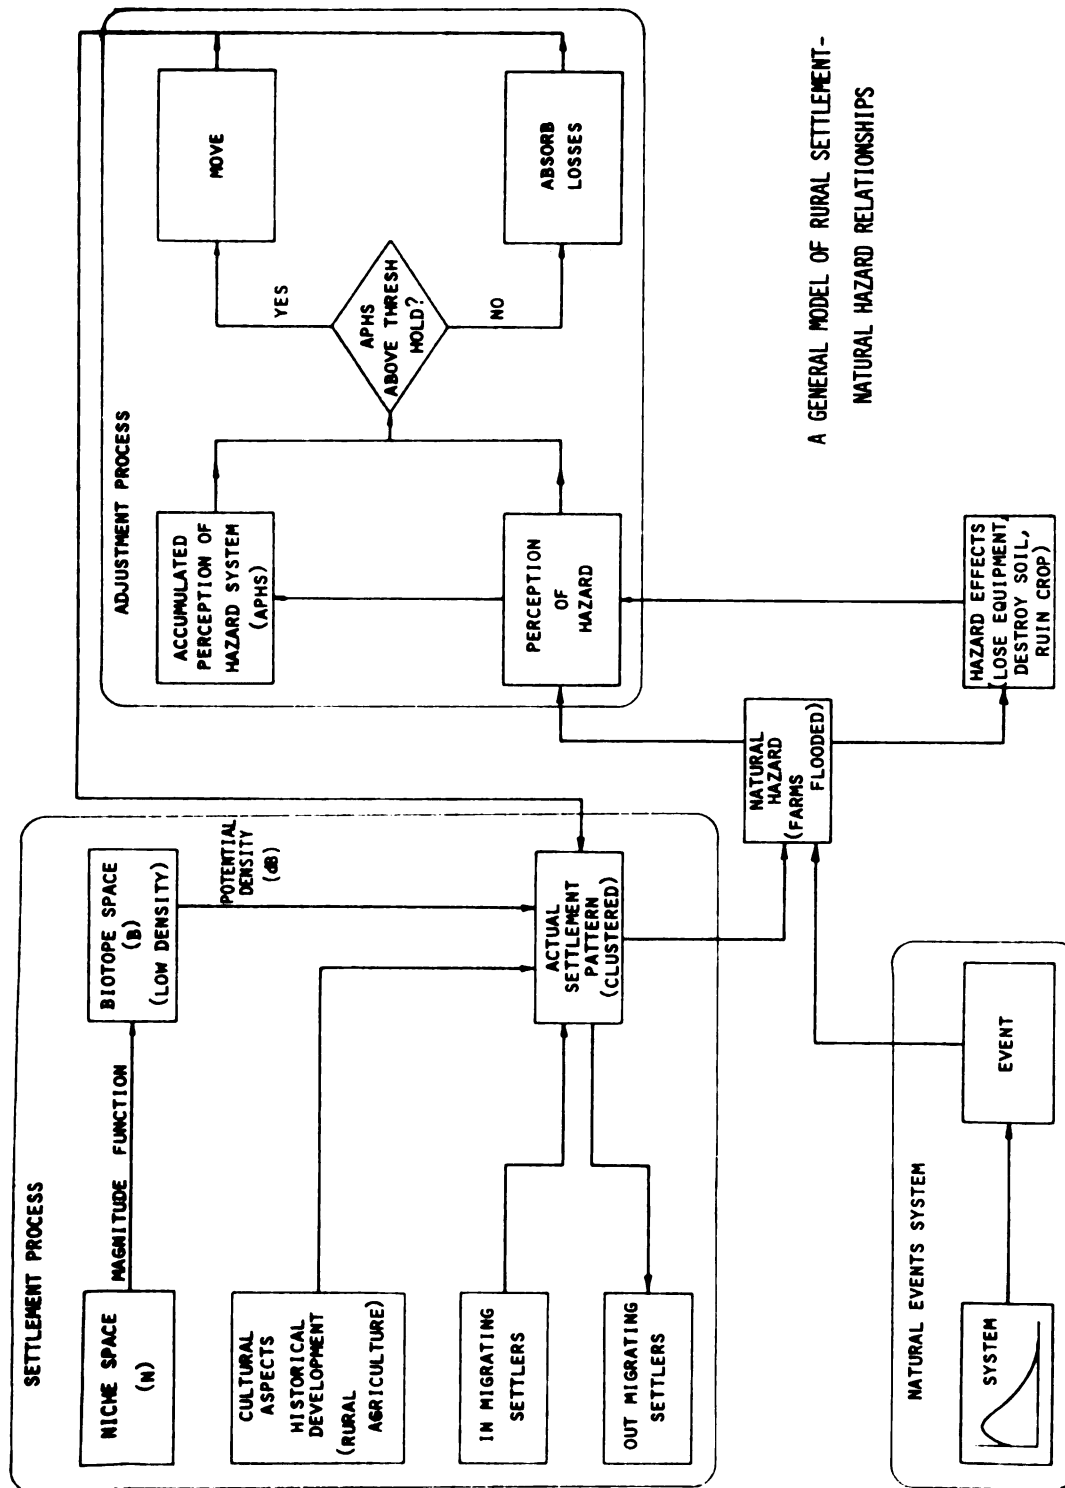 SETTLEMENT PROCESS
NICHE SPACE
(N)
MAGNITUDE FUNCTION
BIOTOPE SPACE
(B)
(LOW DENSITY)
POTENTIAL
DENSITY
(dB)
CULTURAL
ASPECTS
HISTORICAL
DEVELOPMENT
(RURAL
AGRICULTURE)
IN MIGRATING
SETTLERS
OUT MIGRATING
SETTLERS
ACTUAL
SETTLEMENT
PATTERN
(CLUSTERED)
NATURAL EVENTS SYSTEM
SYSTEM
EVENT
NATURAL
HAZARD
(FARMS
FLOODED)
HAZARD EFFECTS
(LOSE EQUIPMENT,
DESTROY SOIL,
RUIN CROP)
ADJUSTMENT PROCESS
ACCUMULATED
PERCEPTION OF
HAZARD SYSTEM
(APHS)
PERCEPTION
OF
HAZARD
APHS
ABOVE THRESH
HOLD?
YES
NO
MOVE
ABSORB
LOSSES
A GENERAL MODEL OF RURAL SETTLEMENT-
NATURAL HAZARD RELATIONSHIPS